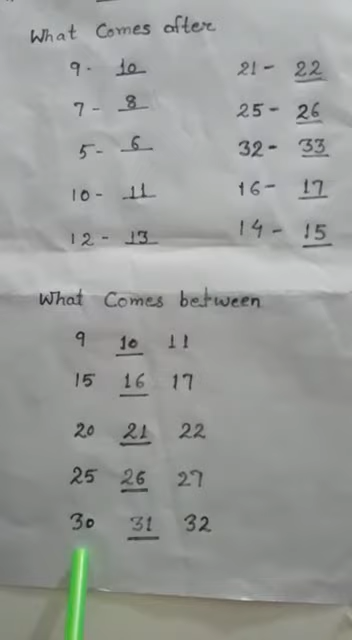 What Comes after
9 - 10 21 - 22
7 - 8 25 - 26
5 - 6 32 - 33
10 - 11 16 - 17
12 - 13 14 - 15
What Comes between
9 10 11
15 16 17
20 21 22
25 26 27
30 31 32